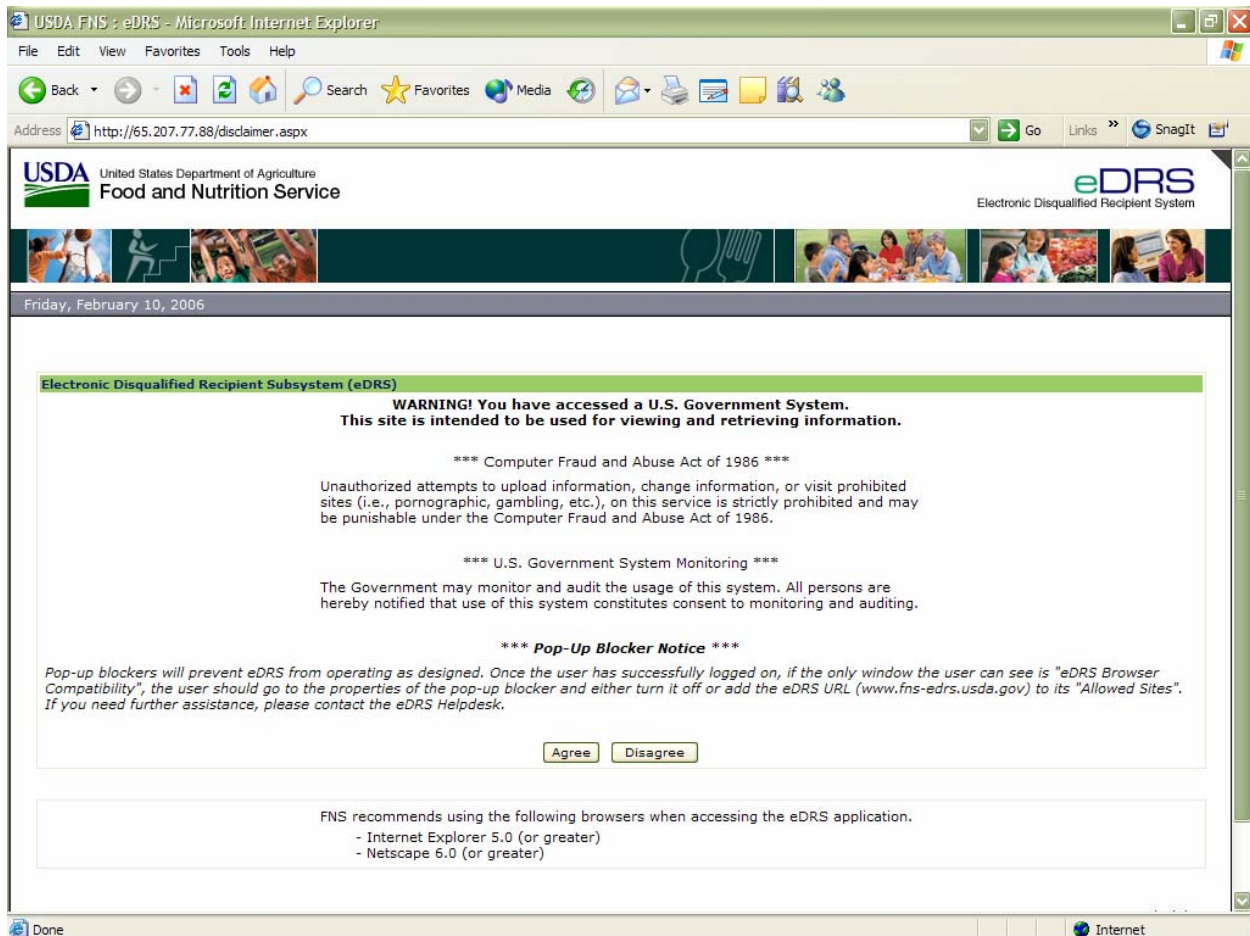 USDA FNS : eDRS - Microsoft Internet Explorer
File Edit View Favorites Tools Help
Back Search Favorites Media
Address http://65.207.77.88/disclaimer.aspx Go Links » SnagIt
USDA United States Department of Agriculture
Food and Nutrition Service
eDRS
Electronic Disqualified Recipient System
Friday, February 10, 2006
Electronic Disqualified Recipient Subsystem (eDRS)
WARNING! You have accessed a U.S. Government System.
This site is intended to be used for viewing and retrieving information.
*** Computer Fraud and Abuse Act of 1986 ***
Unauthorized attempts to upload information, change information, or visit prohibited
sites (i.e., pornographic, gambling, etc.), on this service is strictly prohibited and may
be punishable under the Computer Fraud and Abuse Act of 1986.
*** U.S. Government System Monitoring ***
The Government may monitor and audit the usage of this system. All persons are
hereby notified that use of this system constitutes consent to monitoring and auditing.
*** Pop-Up Blocker Notice ***
Pop-up blockers will prevent eDRS from operating as designed. Once the user has successfully logged on, if the only window the user can see is "eDRS Browser
Compatibility", the user should go to the properties of the pop-up blocker and either turn it off or add the eDRS URL (www.fns-edrs.usda.gov) to its "Allowed Sites".
If you need further assistance, please contact the eDRS Helpdesk.
Agree Disagree
FNS recommends using the following browsers when accessing the eDRS application.
- Internet Explorer 5.0 (or greater)
- Netscape 6.0 (or greater)
Done Internet